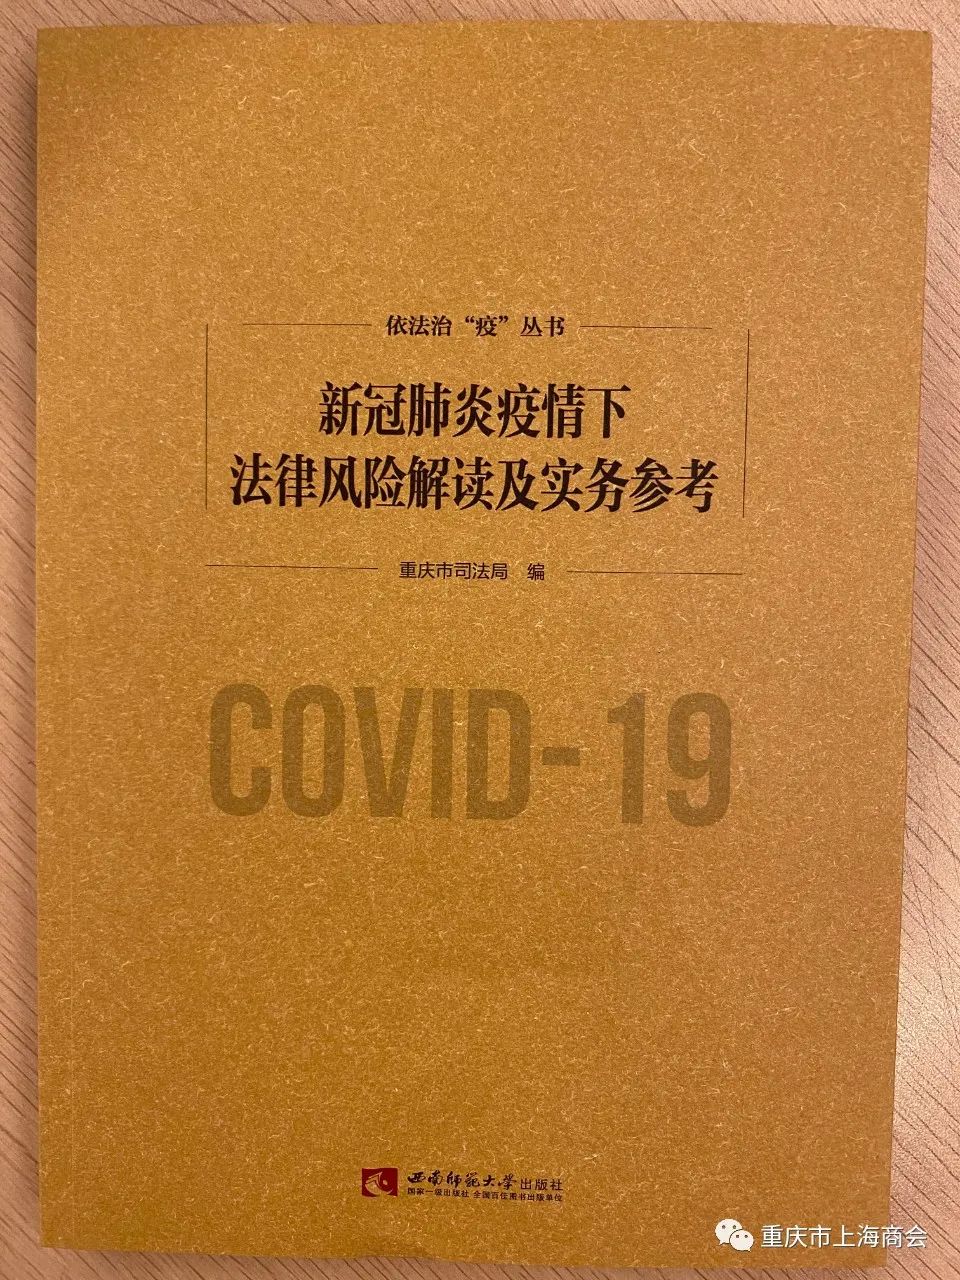 依法治“疫”丛书
新冠肺炎疫情下
法律风险解读及实务参考
重庆市司法局 编
COVID-19
西南师范大学出版社
国家一级出版社 全国百佳图书出版单位
重庆市上海商会